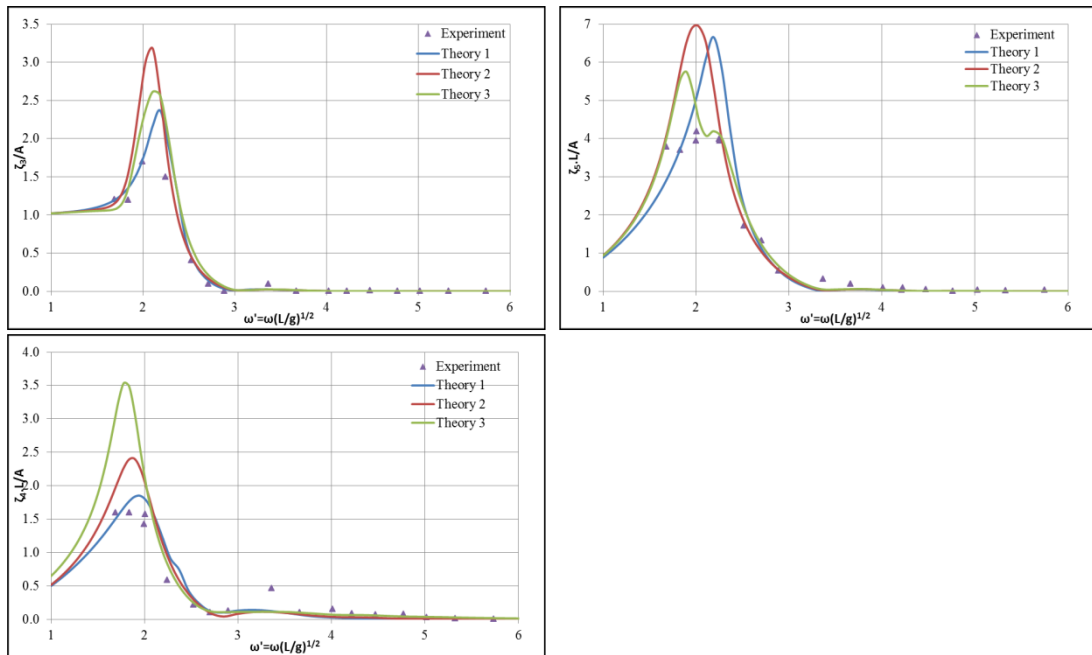 3.5
3.0
2.5
2.0
1.5
1.0
0.5
0.0
ζ3/A
Experiment
Theory 1
Theory 2
Theory 3
1 2 3 4 5 6
ω'=ω(L/g)1/2
7
6
5
4
3
2
1
0
ζ5.L/A
Experiment
Theory 1
Theory 2
Theory 3
1 2 3 4 5 6
ω'=ω(L/g)1/2
4.0
3.5
3.0
2.5
2.0
1.5
1.0
0.5
0.0
Experiment
Theory 1
Theory 2
Theory 3
1 2 3 4 5 6
ω'=ω(L/g)1/2